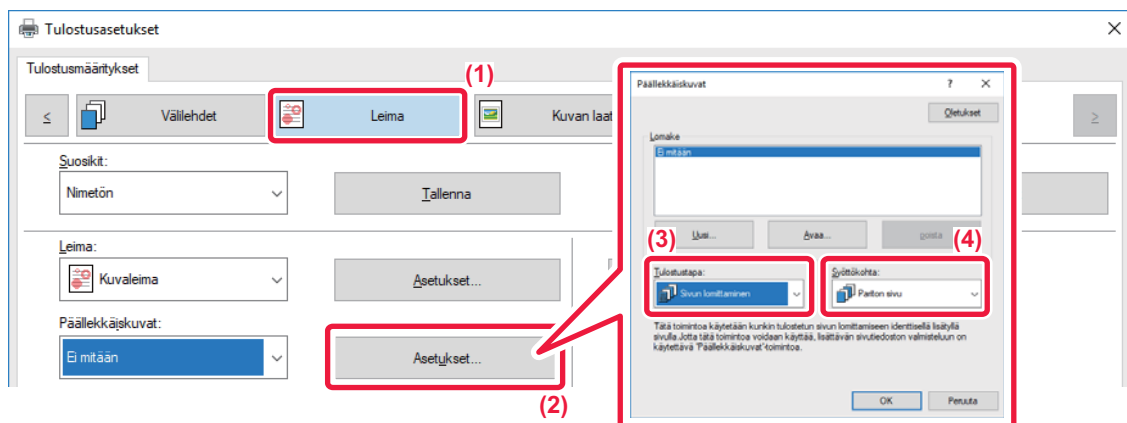 Tulostusasetukset
Tulostusmääritykset
(1)
<
Välilehdet
Leima
Kuvan laat
>
Suosikit:
Nimetön
Tallenna
Leima:
Kuvaleima
Asetukset...
Päällekkäiskuvat:
Ei mitään
Asetukset...
(2)
Päällekkäiskuvat
?
Oletukset
Lomake
Ei mitään
Uusi...
Avaa...
poista
(3)
(4)
Tulostustapa:
Sivun lomittaminen
Syöttökohta:
Pariton sivu
Tätä toimintoa käytetään kunkin tulostetun sivun lomittamiseen identtisellä lisätyllä
sivulla.Jotta tätä toimintoa voidaan käyttää, lisättävän sivutiedoston valmisteluun on
käytettävä 'Päällekkäiskuvat'-toimintoa.
OK
Peruuta